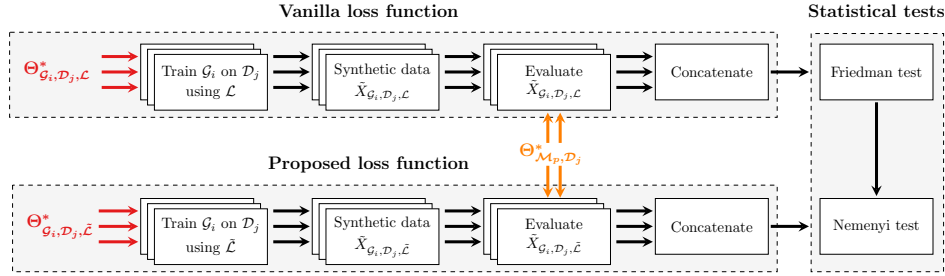 Vanilla loss function
Statistical tests
Θ*_{𝒢ᵢ,𝒟ⱼ,ℒ}
Train 𝒢ᵢ on 𝒟ⱼ
using ℒ
Synthetic data
X̃_{𝒢ᵢ,𝒟ⱼ,ℒ}
Evaluate
X̃_{𝒢ᵢ,𝒟ⱼ,ℒ}
Concatenate
Friedman test
Θ*_{ℳₚ,𝒟ⱼ}
Proposed loss function
Θ*_{𝒢ᵢ,𝒟ⱼ,ℒ̃}
Train 𝒢ᵢ on 𝒟ⱼ
using ℒ̃
Synthetic data
X̃_{𝒢ᵢ,𝒟ⱼ,ℒ̃}
Evaluate
X̃_{𝒢ᵢ,𝒟ⱼ,ℒ̃}
Concatenate
Nemenyi test